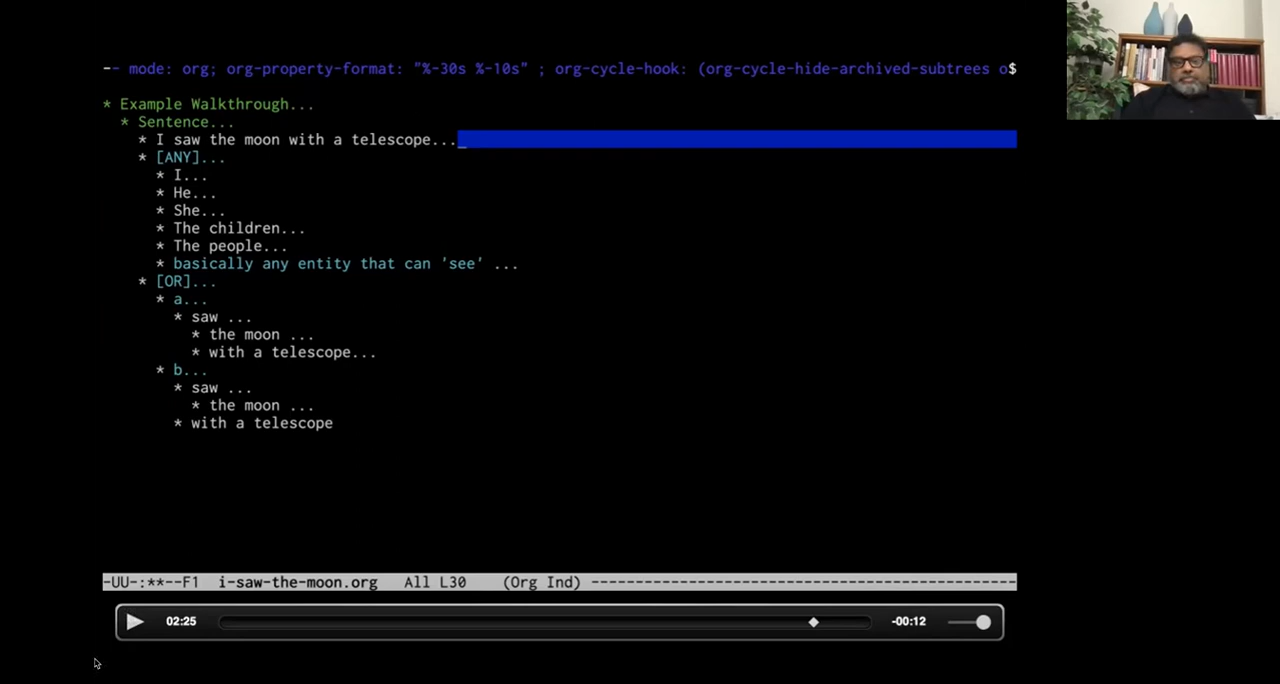 -- mode: org; org-property-format: "%-30s %-10s" ; org-cycle-hook: (org-cycle-hide-archived-subtrees o$
* Example Walkthrough...
* Sentence...
* I saw the moon with a telescope...
* [ANY]...
* I...
* He...
* She...
* The children...
* The people...
* basically any entity that can 'see' ...
* [OR]...
* a...
* saw ...
* the moon ...
* with a telescope...
* b...
* saw ...
* the moon ...
* with a telescope
-UU-:**--F1  i-saw-the-moon.org   All L30    (Org Ind) ------------------------------------------------
02:25 -00:12